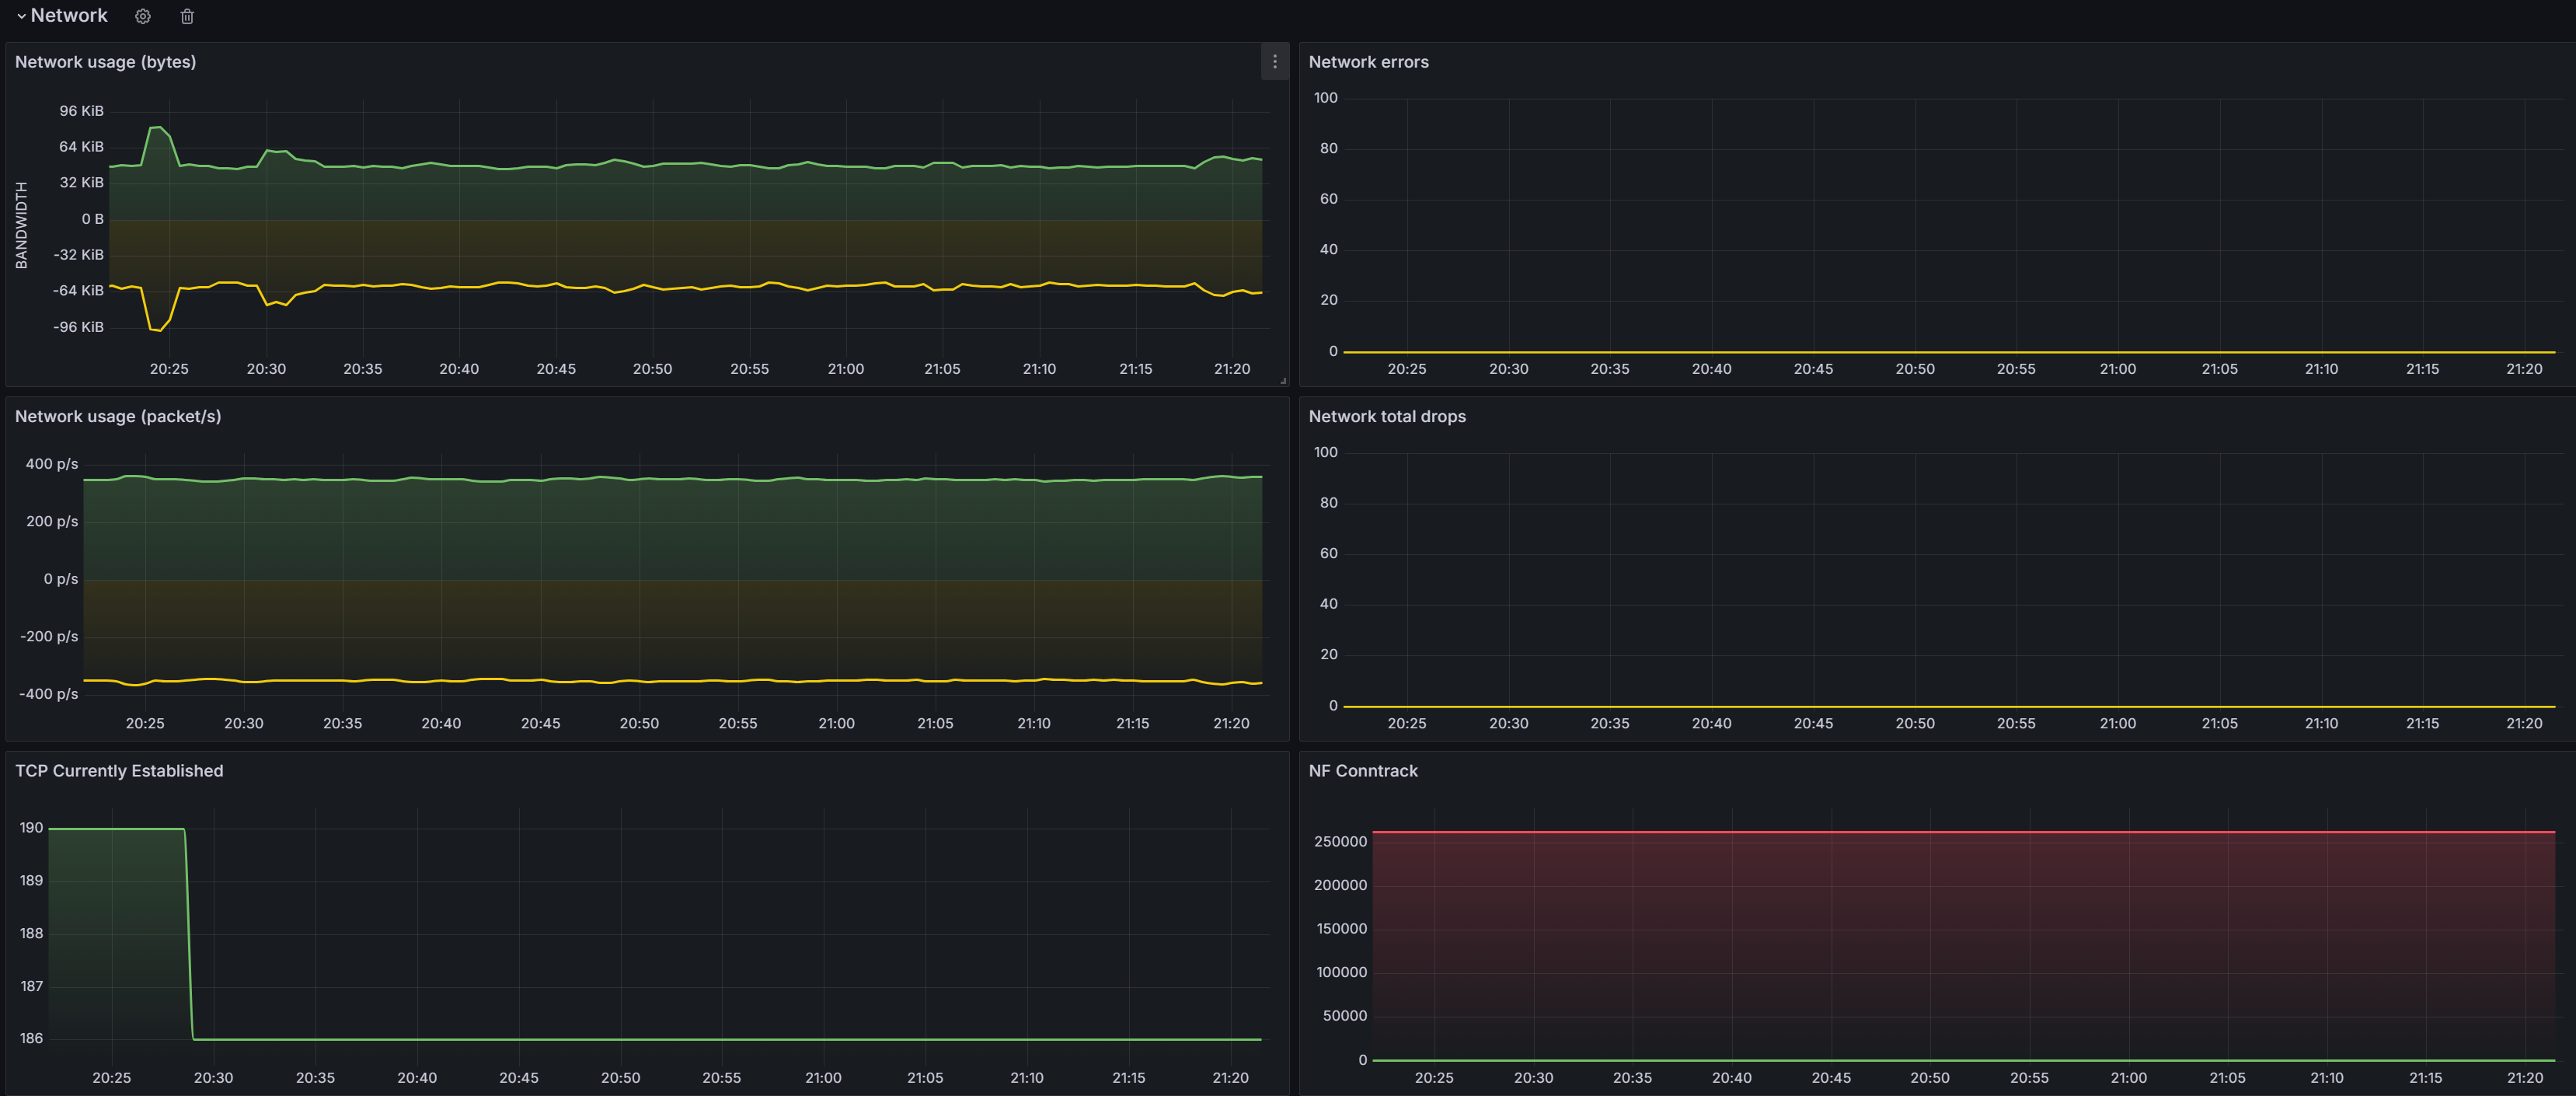 Network
Network usage (bytes)
96 KiB
64 KiB
32 KiB
0 B
-32 KiB
-64 KiB
-96 KiB
BANDWIDTH
20:25 20:30 20:35 20:40 20:45 20:50 20:55 21:00 21:05 21:10 21:15 21:20
Network errors
100
80
60
40
20
0
20:25 20:30 20:35 20:40 20:45 20:50 20:55 21:00 21:05 21:10 21:15 21:20
Network usage (packet/s)
400 p/s
200 p/s
0 p/s
-200 p/s
-400 p/s
20:25 20:30 20:35 20:40 20:45 20:50 20:55 21:00 21:05 21:10 21:15 21:20
Network total drops
100
80
60
40
20
0
20:25 20:30 20:35 20:40 20:45 20:50 20:55 21:00 21:05 21:10 21:15 21:20
TCP Currently Established
190
189
188
187
186
20:25 20:30 20:35 20:40 20:45 20:50 20:55 21:00 21:05 21:10 21:15 21:20
NF Conntrack
250000
200000
150000
100000
50000
0
20:25 20:30 20:35 20:40 20:45 20:50 20:55 21:00 21:05 21:10 21:15 21:20